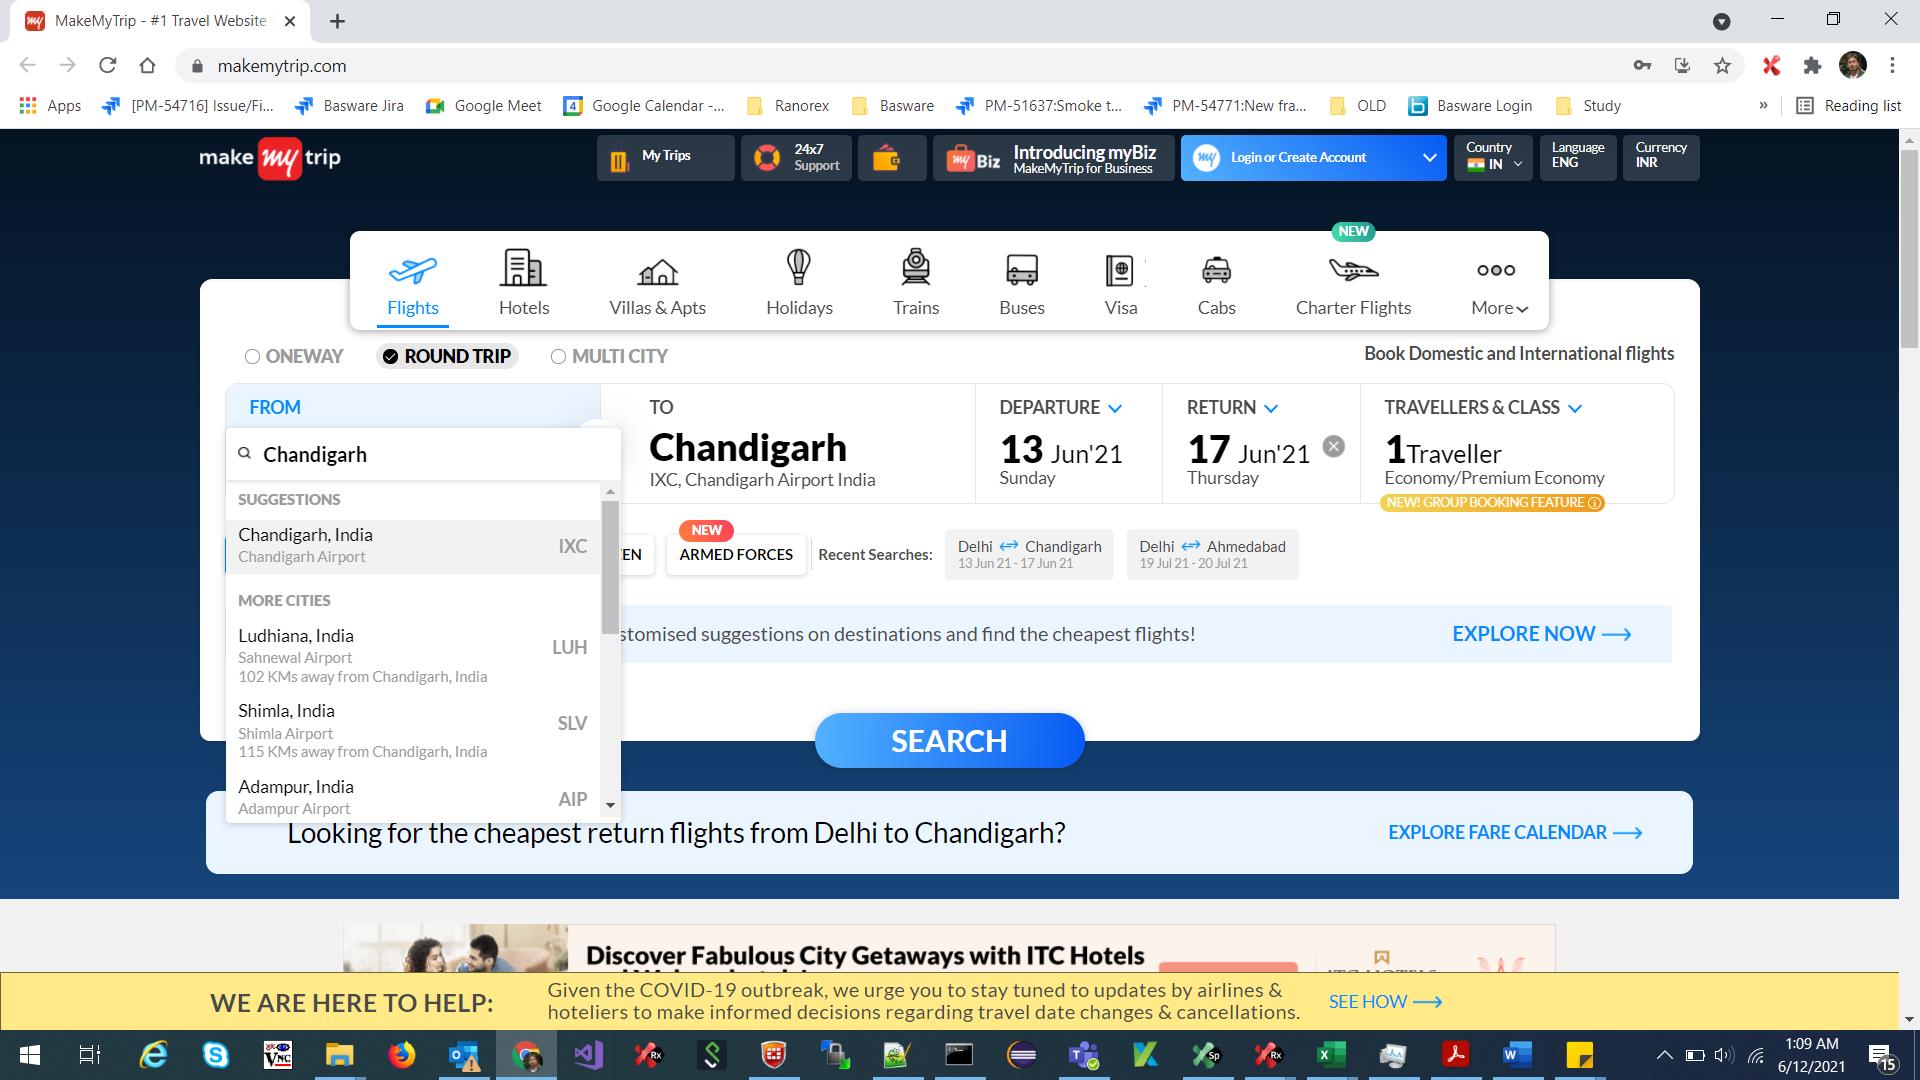 MakeMyTrip - #1 Travel Website
makemytrip.com
Apps
[PM-54716] Issue/Fi...
Basware Jira
Google Meet
4
Google Calendar -...
Ranorex
Basware
PM-51637:Smoke t...
PM-54771:New fra...
OLD
Basware Login
Study
»
Reading list
make my trip
My Trips
24x7
Support
my Biz
Introducing myBiz
MakeMyTrip for Business
my
Login or Create Account
Country
IN
Language
ENG
Currency
INR
NEW
Flights
Hotels
Villas & Apts
Holidays
Trains
Buses
Visa
Cabs
Charter Flights
More
ONEWAY
ROUND TRIP
MULTI CITY
Book Domestic and International flights
FROM
Chandigarh
SUGGESTIONS
Chandigarh, India
Chandigarh Airport
IXC
MORE CITIES
Ludhiana, India
Sahnewal Airport
102 KMs away from Chandigarh, India
LUH
Shimla, India
Shimla Airport
115 KMs away from Chandigarh, India
SLV
Adampur, India
Adampur Airport
AIP
TO
Chandigarh
IXC, Chandigarh Airport India
DEPARTURE
13 Jun'21
Sunday
RETURN
17 Jun'21
Thursday
TRAVELLERS & CLASS
1Traveller
Economy/Premium Economy
NEW! GROUP BOOKING FEATURE
EN
NEW
ARMED FORCES
Recent Searches:
Delhi Chandigarh
13 Jun 21 - 17 Jun 21
Delhi Ahmedabad
19 Jul 21 - 20 Jul 21
stomised suggestions on destinations and find the cheapest flights!
EXPLORE NOW
SEARCH
Looking for the cheapest return flights from Delhi to Chandigarh?
EXPLORE FARE CALENDAR
Discover Fabulous City Getaways with ITC Hotels
WE ARE HERE TO HELP:
Given the COVID-19 outbreak, we urge you to stay tuned to updates by airlines &
hoteliers to make informed decisions regarding travel date changes & cancellations.
SEE HOW
1:09 AM
6/12/2021
15